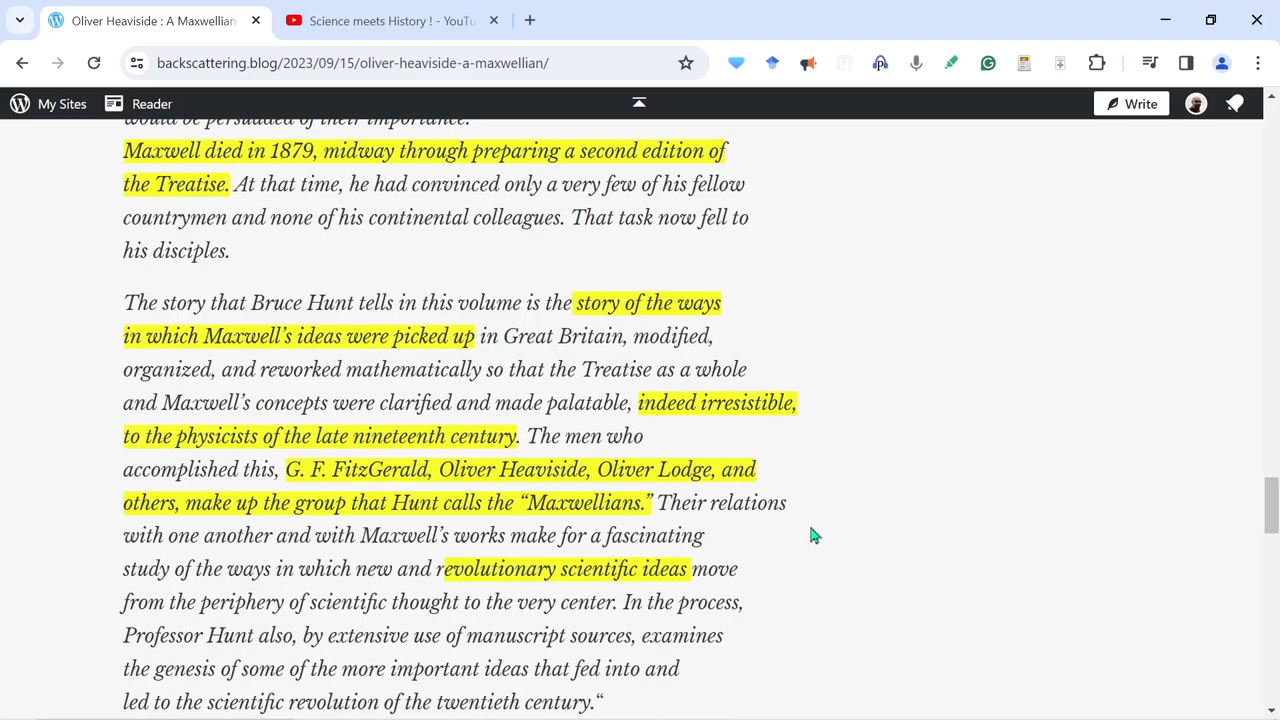 Oliver Heaviside : A Maxwellian
Science meets History ! - YouTu
backscattering.blog/2023/09/15/oliver-heaviside-a-maxwellian/
My Sites
Reader
Write
would be persuaded of their importance.
Maxwell died in 1879, midway through preparing a second edition of
the Treatise. At that time, he had convinced only a very few of his fellow
countrymen and none of his continental colleagues. That task now fell to
his disciples.
The story that Bruce Hunt tells in this volume is the story of the ways
in which Maxwell’s ideas were picked up in Great Britain, modified,
organized, and reworked mathematically so that the Treatise as a whole
and Maxwell’s concepts were clarified and made palatable, indeed irresistible,
to the physicists of the late nineteenth century. The men who
accomplished this, G. F. FitzGerald, Oliver Heaviside, Oliver Lodge, and
others, make up the group that Hunt calls the “Maxwellians.” Their relations
with one another and with Maxwell’s works make for a fascinating
study of the ways in which new and revolutionary scientific ideas move
from the periphery of scientific thought to the very center. In the process,
Professor Hunt also, by extensive use of manuscript sources, examines
the genesis of some of the more important ideas that fed into and
led to the scientific revolution of the twentieth century.“